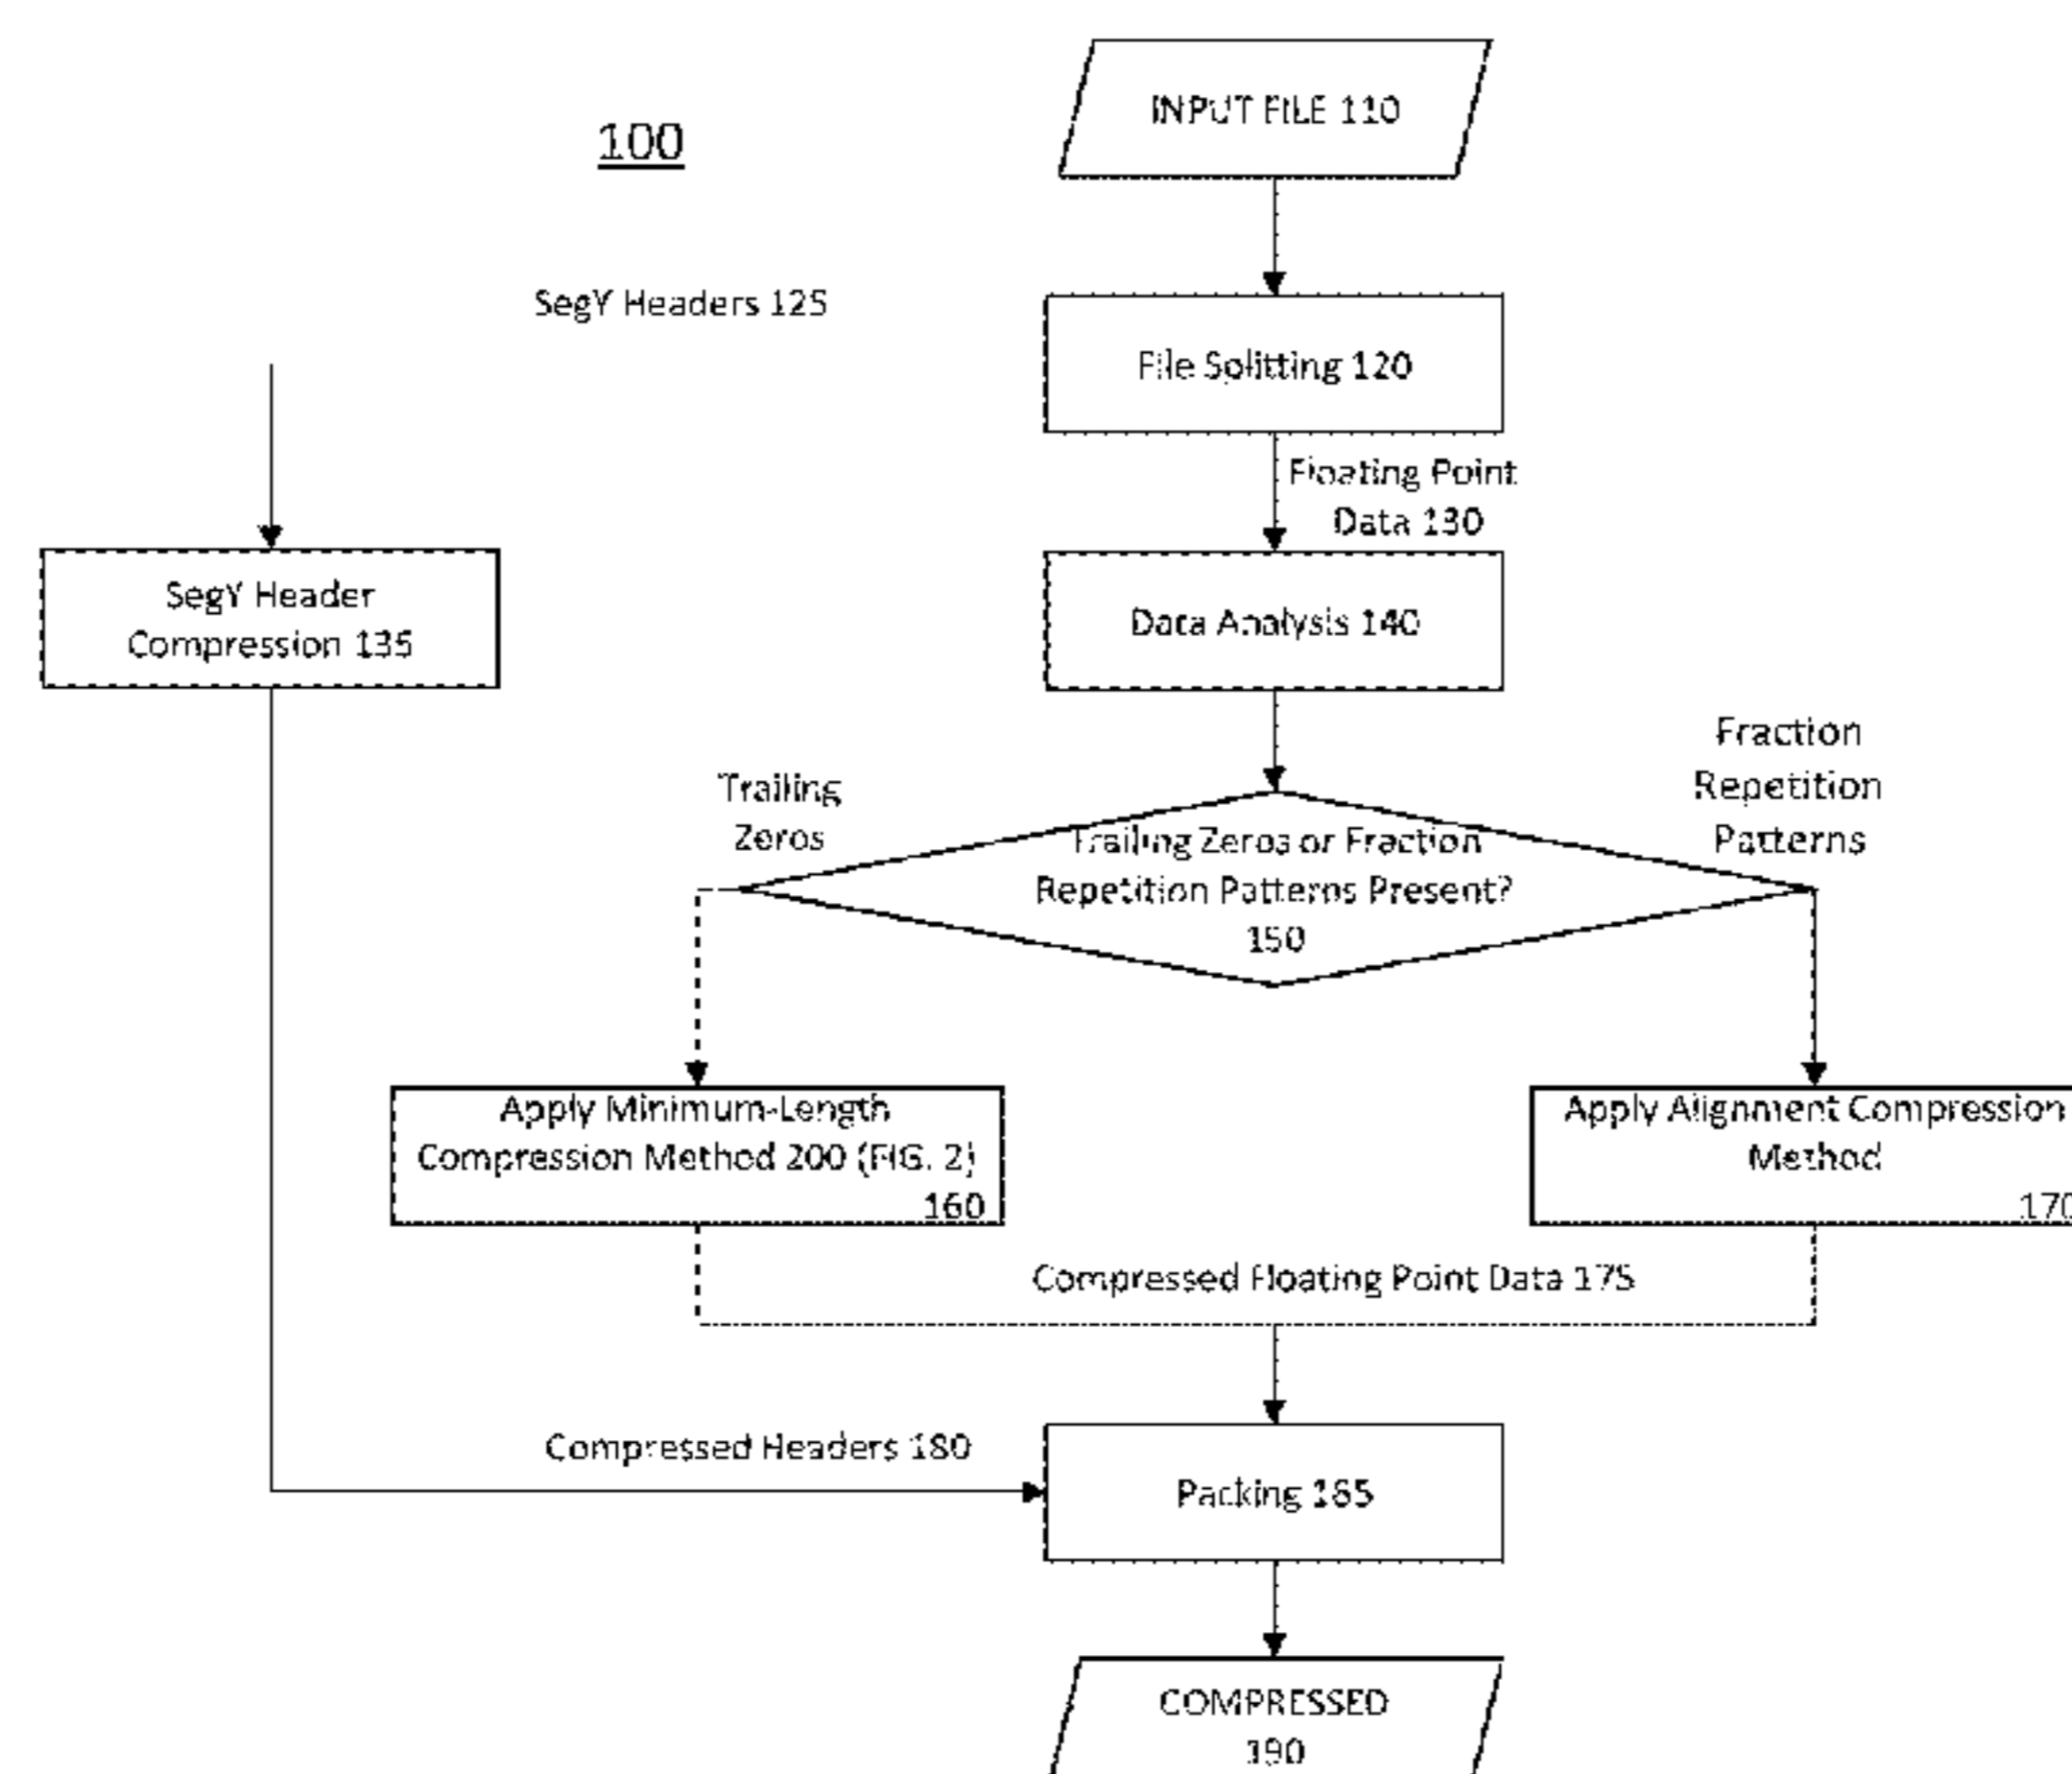 INPUT FILE 110
100
SegY Headers 125
File Splitting 120
Floating Point
Data 130
SegY Header
Compression 135
Data Analysis 140
Fraction
Repetition
Patterns
Trailing
Zeros
Trailing Zeros or Fraction
Repetition Patterns Present?
150
Apply Minimum-Length
Compression Method 200 (FIG. 2)
160
Apply Alignment Compression
Method
170
Compressed Floating Point Data 175
Compressed Headers 180
Packing 185
COMPRESSED
190